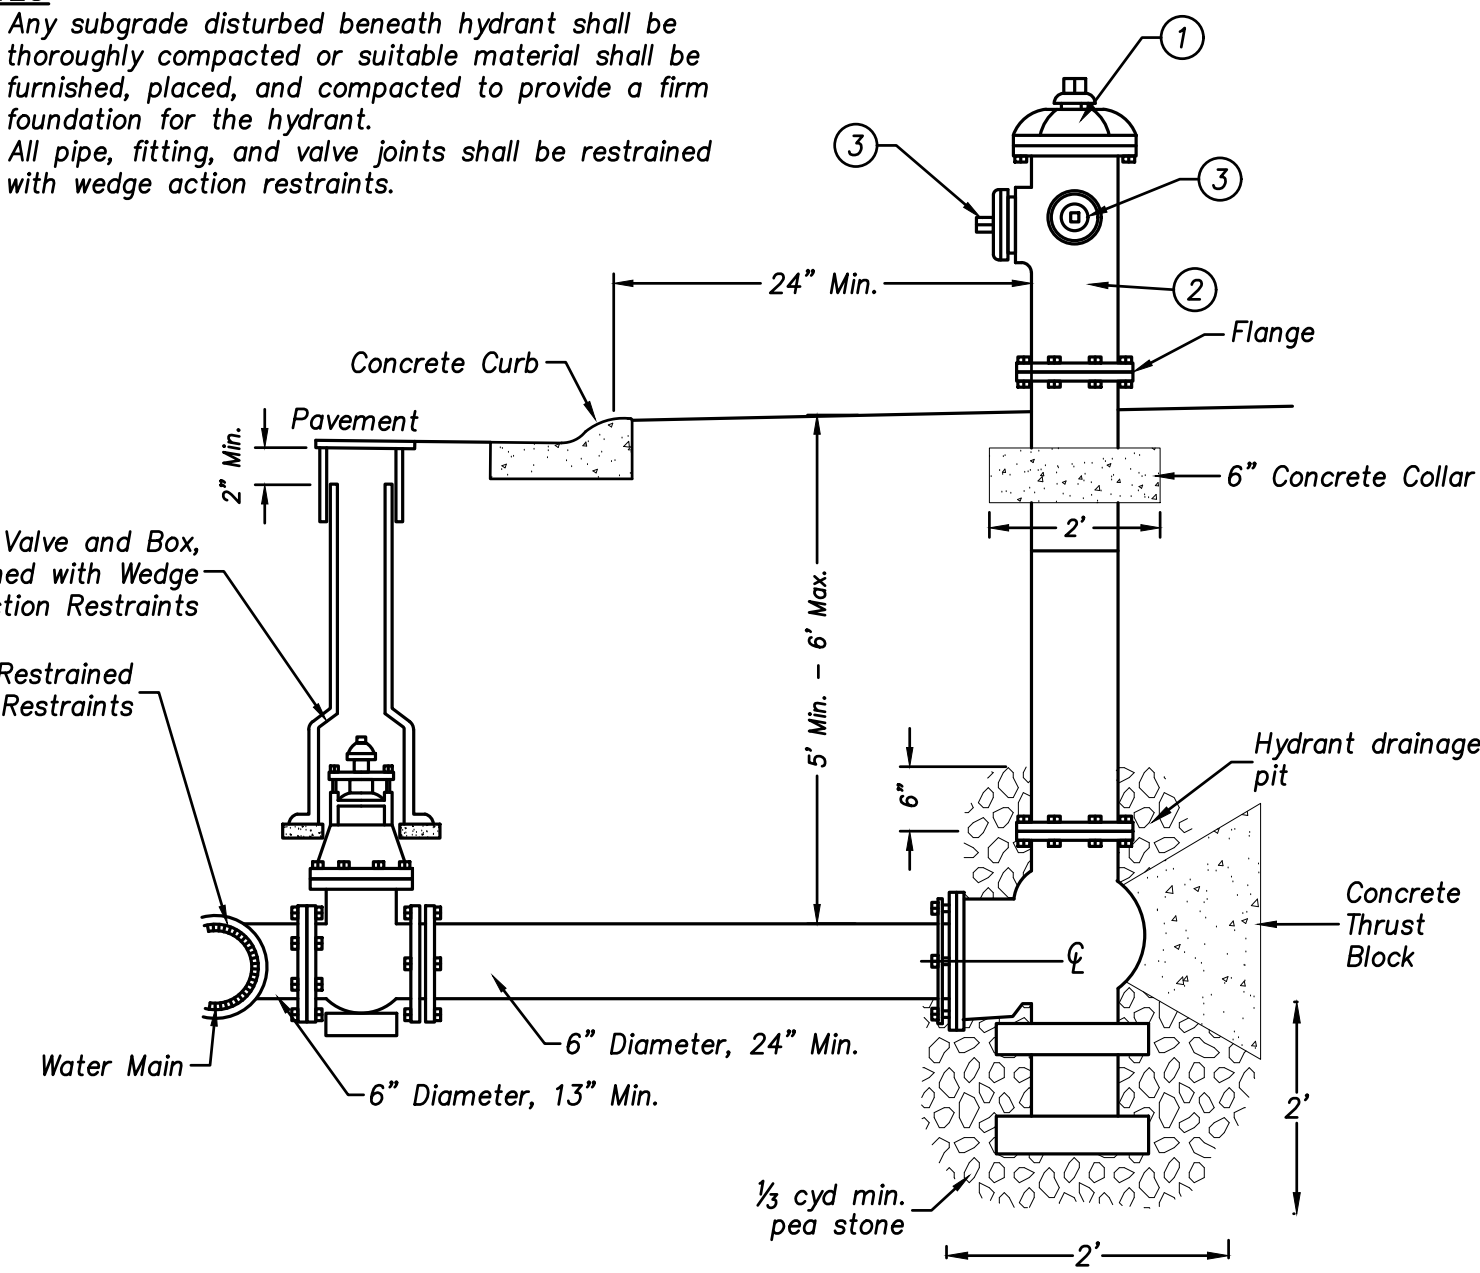 Any subgrade disturbed beneath hydrant shall be
thoroughly compacted or suitable material shall be
furnished, placed, and compacted to provide a firm
foundation for the hydrant.
All pipe, fitting, and valve joints shall be restrained
with wedge action restraints.
1
3
3
24" Min.
2
Flange
Concrete Curb
Pavement
2" Min.
6" Concrete Collar
2'
Valve and Box,
with Wedge
Restraints
5' Min. – 6' Max.
Restrained
Restraints
Hydrant drainage
pit
6"
Concrete
Thrust
Block
℄
6" Diameter, 24" Min.
Water Main
6" Diameter, 13" Min.
2'
⅓ cyd min.
pea stone
2'